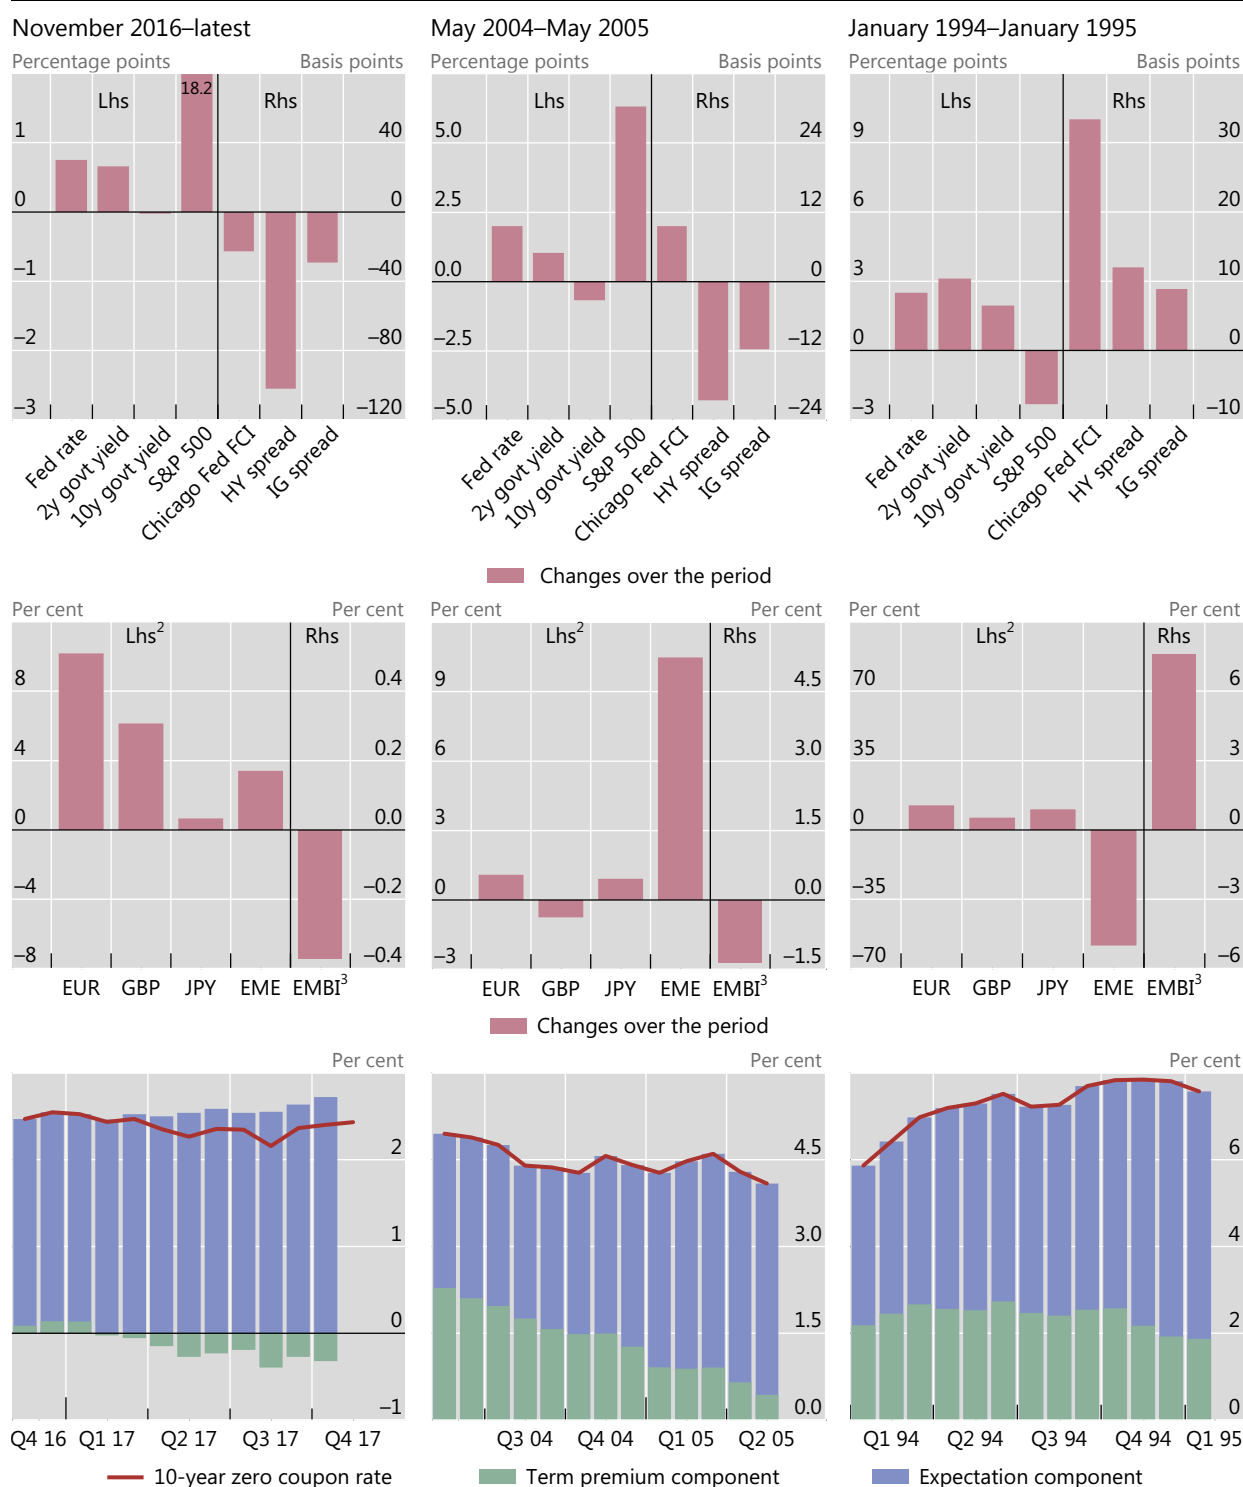 November 2016–latest
May 2004–May 2005
January 1994–January 1995
Percentage points
Basis points
Percentage points
Basis points
Percentage points
Basis points
Lhs
18.2
Rhs
Lhs
Rhs
Lhs
Rhs
1
40
5.0
24
9
30
0
0
2.5
12
6
20
–1
–40
0.0
0
3
10
–2
–80
–2.5
–12
0
0
–3
–120
–5.0
–24
–3
–10
Fed rate
2y govt yield
10y govt yield
S&P 500
Chicago Fed FCI
HY spread
IG spread
Fed rate
2y govt yield
10y govt yield
S&P 500
Chicago Fed FCI
HY spread
IG spread
Fed rate
2y govt yield
10y govt yield
S&P 500
Chicago Fed FCI
HY spread
IG spread
Changes over the period
Per cent
Per cent
Per cent
Per cent
Per cent
Per cent
Lhs2
Rhs
Lhs2
Rhs
Lhs2
Rhs
8
0.4
9
4.5
70
6
4
0.2
6
3.0
35
3
0
0.0
3
1.5
0
0
–4
–0.2
0
0.0
–35
–3
–8
–0.4
–3
–1.5
–70
–6
EUR GBP JPY EME EMBI3
EUR GBP JPY EME EMBI3
EUR GBP JPY EME EMBI3
Changes over the period
Per cent
Per cent
Per cent
2
4.5
6
1
3.0
4
0
1.5
2
–1
0.0
0
Q4 16 Q1 17 Q2 17 Q3 17 Q4 17
Q3 04 Q4 04 Q1 05 Q2 05
Q1 94 Q2 94 Q3 94 Q4 94 Q1 95
10-year zero coupon rate
Term premium component
Expectation component